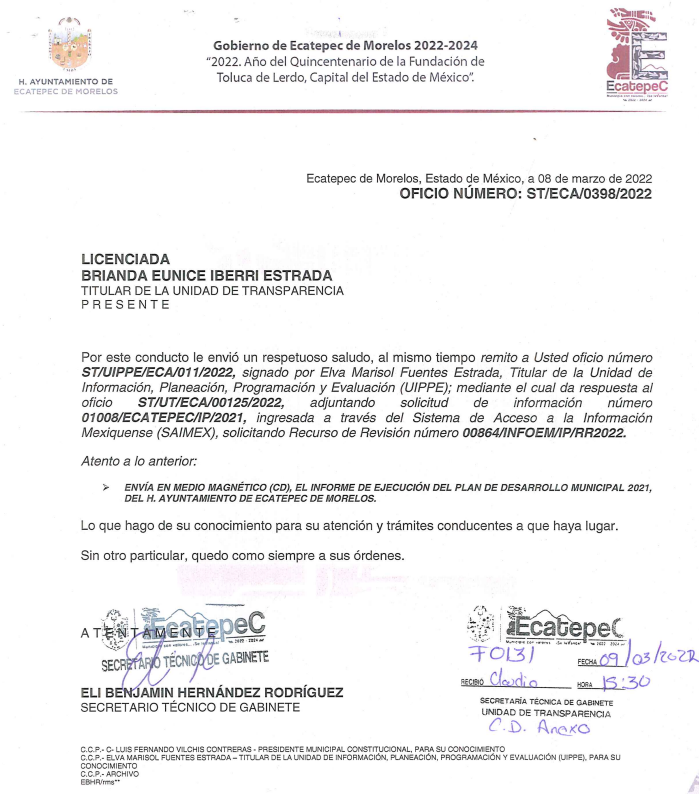 H. AYUNTAMIENTO DE
ECATEPEC DE MORELOS
Gobierno de Ecatepec de Morelos 2022-2024
“2022. Año del Quincentenario de la Fundación de
Toluca de Lerdo, Capital del Estado de México”.
EcatepeC
Ecatepec de Morelos, Estado de México, a 08 de marzo de 2022
OFICIO NÚMERO: ST/ECA/0398/2022
LICENCIADA
BRIANDA EUNICE IBERRI ESTRADA
TITULAR DE LA UNIDAD DE TRANSPARENCIA
P R E S E N T E
Por este conducto le envió un respetuoso saludo, al mismo tiempo remito a Usted oficio número
ST/UIPPE/ECA/011/2022, signado por Elva Marisol Fuentes Estrada, Titular de la Unidad de
Información, Planeación, Programación y Evaluación (UIPPE); mediante el cual da respuesta al
oficio ST/UT/ECA/00125/2022, adjuntando solicitud de información número
01008/ECATEPEC/IP/2021, ingresada a través del Sistema de Acceso a la Información
Mexiquense (SAIMEX), solicitando Recurso de Revisión número 00864/INFOEM/IP/RR2022.
Atento a lo anterior:
➤ ENVÍA EN MEDIO MAGNÉTICO (CD), EL INFORME DE EJECUCIÓN DEL PLAN DE DESARROLLO MUNICIPAL 2021,
DEL H. AYUNTAMIENTO DE ECATEPEC DE MORELOS.
Lo que hago de su conocimiento para su atención y trámites conducentes a que haya lugar.
Sin otro particular, quedo como siempre a sus órdenes.
EcatepeC
A T E N T A M E N T E
SECRETARIO TÉCNICO DE GABINETE
ELI BENJAMIN HERNÁNDEZ RODRÍGUEZ
SECRETARIO TÉCNICO DE GABINETE
EcatepeC
FOLSI
FECHA 09/03/2022
RECIBIO Claudia HORA 15:30
SECRETARÍA TÉCNICA DE GABINETE
UNIDAD DE TRANSPARENCIA
C.D. Anexo
C.C.P.- C- LUIS FERNANDO VILCHIS CONTRERAS - PRESIDENTE MUNICIPAL CONSTITUCIONAL, PARA SU CONOCIMIENTO
C.C.P.- ELVA MARISOL FUENTES ESTRADA – TITULAR DE LA UNIDAD DE INFORMACIÓN, PLANEACIÓN, PROGRAMACIÓN Y EVALUACIÓN (UIPPE), PARA SU
CONOCIMIENTO
C.C.P.- ARCHIVO
EBHR/rms**